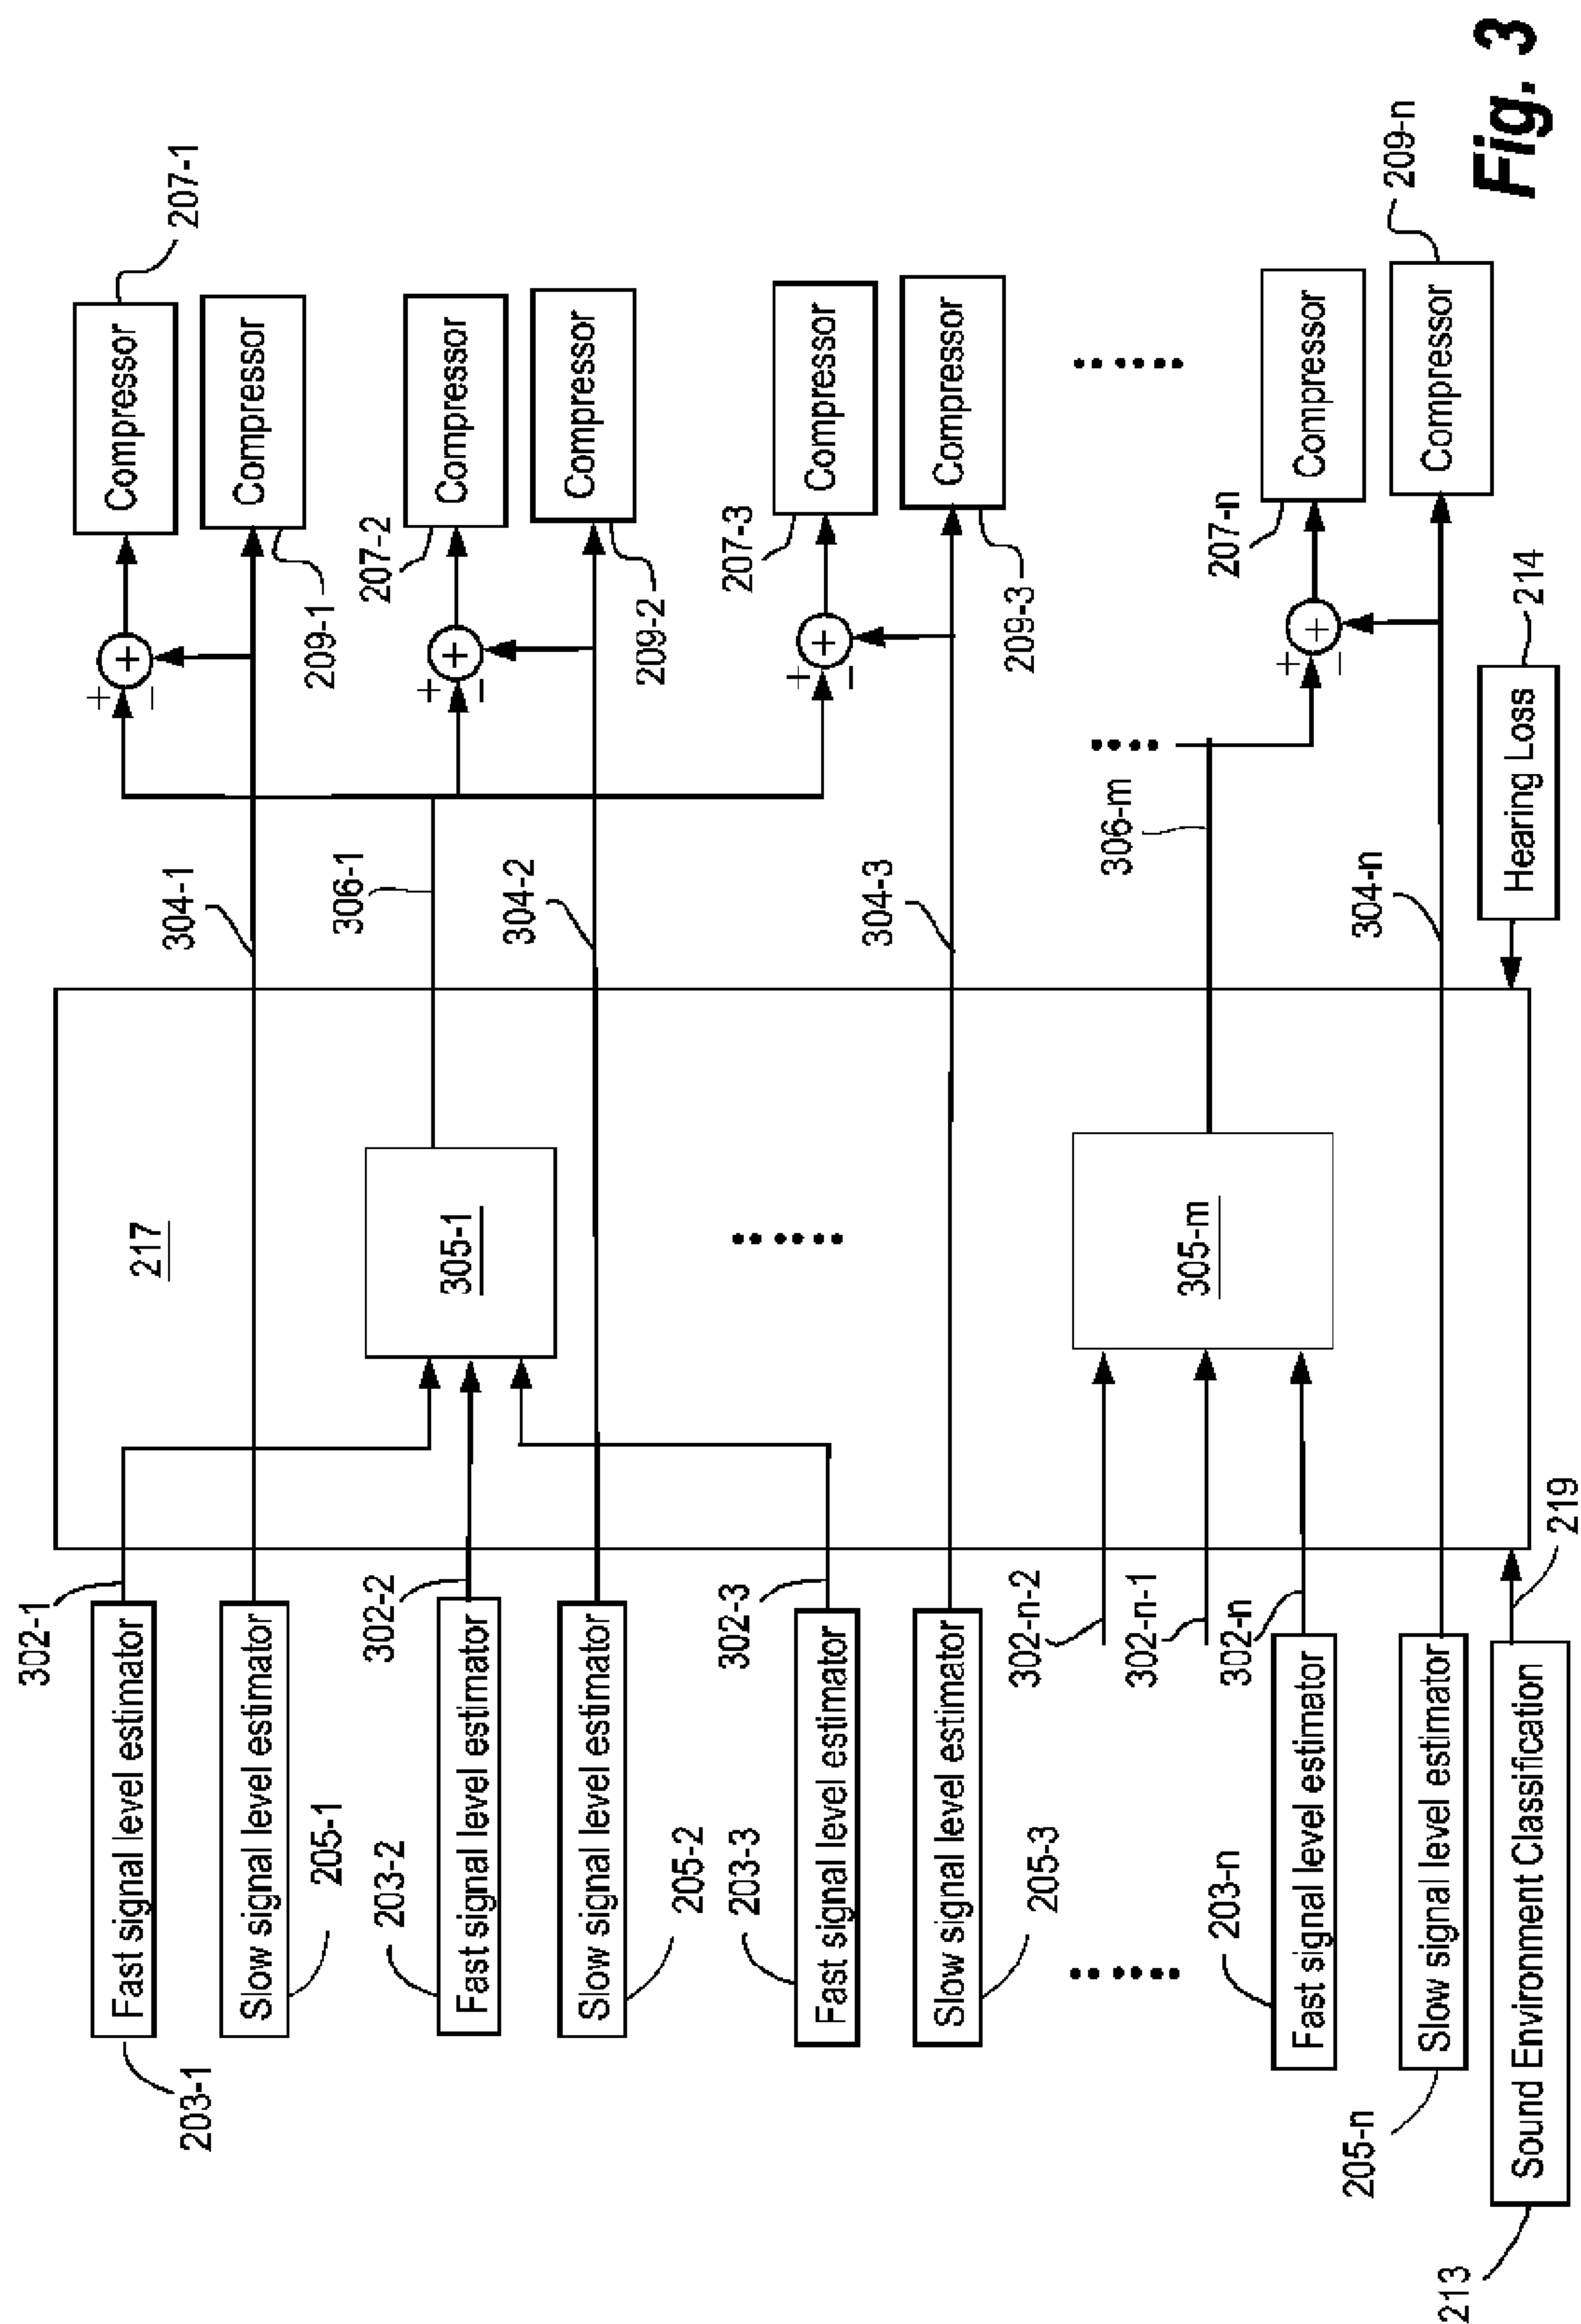 302-1
203-1
Fast signal level estimator
Slow signal level estimator
205-1
302-2
203-2
Fast signal level estimator
Slow signal level estimator
205-2
302-3
203-3
Fast signal level estimator
Slow signal level estimator
205-3
302-n-2
302-n-1
302-n
203-n
Fast signal level estimator
Slow signal level estimator
205-n
Sound Environment Classification
213
219
217
305-1
305-m
304-1
306-1
304-2
304-3
306-m
304-n
Hearing Loss
214
+
−
+
Compressor
207-1
Compressor
209-1
+
−
+
207-2
Compressor
Compressor
209-2
+
−
+
207-3
Compressor
Compressor
209-3
+
−
+
207-n
Compressor
Compressor
209-n
Fig. 3